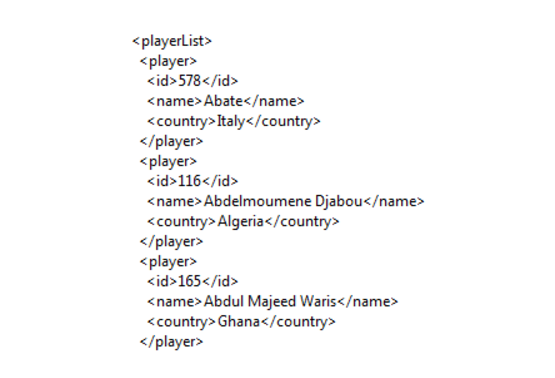 <playerList>
<player>
<id>578</id>
<name>Abate</name>
<country>Italy</country>
</player>
<player>
<id>116</id>
<name>Abdelmoumene Djabou</name>
<country>Algeria</country>
</player>
<player>
<id>165</id>
<name>Abdul Majeed Waris</name>
<country>Ghana</country>
</player>